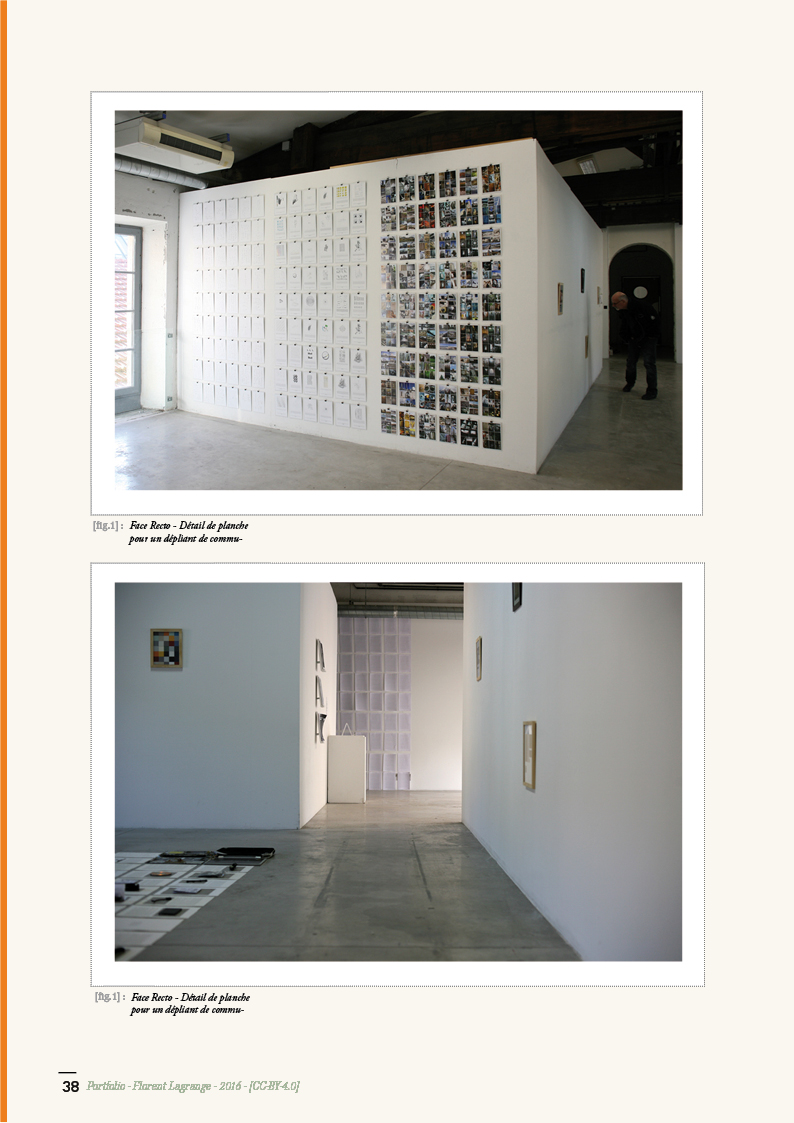 [fig.1] : Face Recto - Détail de planche
pour un dépliant de commu-
[fig.1] : Face Recto - Détail de planche
pour un dépliant de commu-
38 Portfolio - Florent Lagrange - 2016 - [CC-BY-4.0]